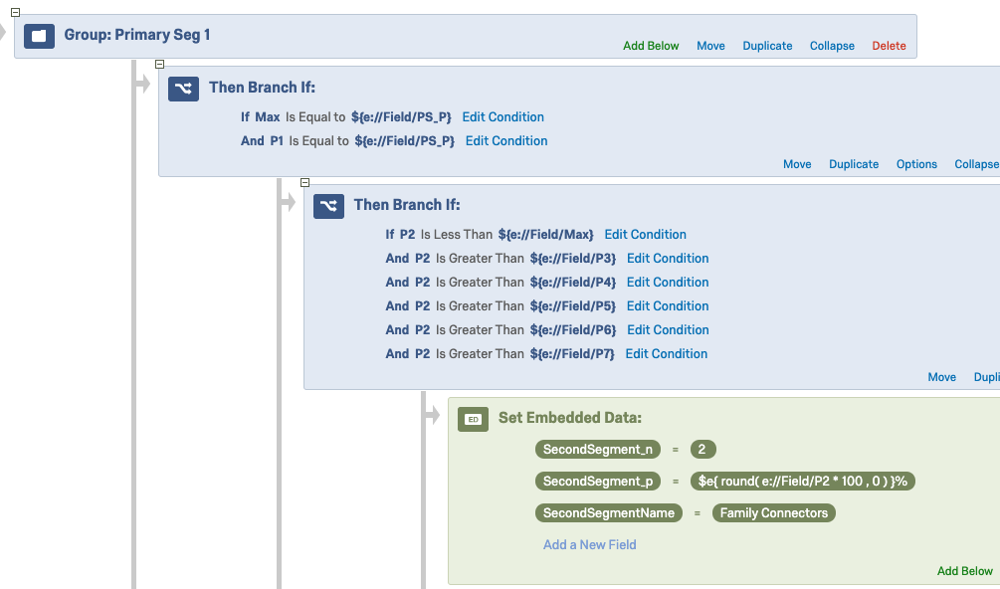 Group: Primary Seg 1
Add Below Move Duplicate Collapse Delete
Then Branch If:
If Max Is Equal to ${e://Field/PS_P} Edit Condition
And P1 Is Equal to ${e://Field/PS_P} Edit Condition
Move Duplicate Options Collapse
Then Branch If:
If P2 Is Less Than ${e://Field/Max} Edit Condition
And P2 Is Greater Than ${e://Field/P3} Edit Condition
And P2 Is Greater Than ${e://Field/P4} Edit Condition
And P2 Is Greater Than ${e://Field/P5} Edit Condition
And P2 Is Greater Than ${e://Field/P6} Edit Condition
And P2 Is Greater Than ${e://Field/P7} Edit Condition
Move Dupli
ED Set Embedded Data:
SecondSegment_n = 2
SecondSegment_p = $e{ round( e://Field/P2 * 100 , 0 ) }%
SecondSegmentName = Family Connectors
Add a New Field
Add Below